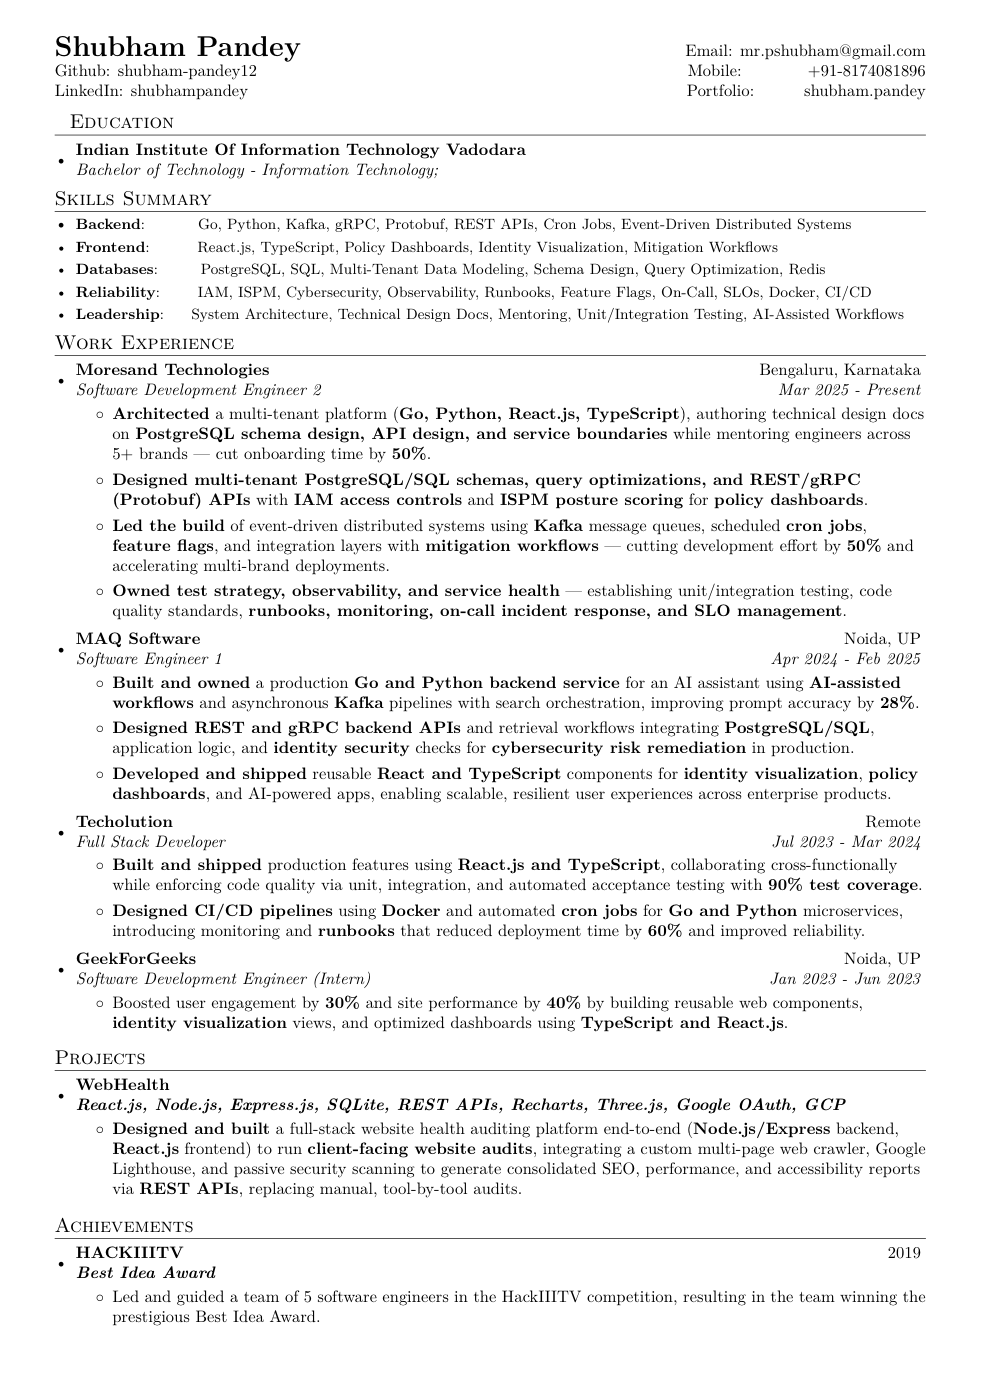 Shubham Pandey
Github: shubham-pandey12
LinkedIn: shubhampandey
Email: mr.pshubham@gmail.com
Mobile: +91-8174081896
Portfolio: shubham.pandey
Education
• Indian Institute Of Information Technology Vadodara
Bachelor of Technology - Information Technology;
Skills Summary
• Backend: Go, Python, Kafka, gRPC, Protobuf, REST APIs, Cron Jobs, Event-Driven Distributed Systems
• Frontend: React.js, TypeScript, Policy Dashboards, Identity Visualization, Mitigation Workflows
• Databases: PostgreSQL, SQL, Multi-Tenant Data Modeling, Schema Design, Query Optimization, Redis
• Reliability: IAM, ISPM, Cybersecurity, Observability, Runbooks, Feature Flags, On-Call, SLOs, Docker, CI/CD
• Leadership: System Architecture, Technical Design Docs, Mentoring, Unit/Integration Testing, AI-Assisted Workflows
Work Experience
• Moresand Technologies Bengaluru, Karnataka
Software Development Engineer 2 Mar 2025 - Present
◦ Architected a multi-tenant platform (Go, Python, React.js, TypeScript), authoring technical design docs
on PostgreSQL schema design, API design, and service boundaries while mentoring engineers across
5+ brands — cut onboarding time by 50%.
◦ Designed multi-tenant PostgreSQL/SQL schemas, query optimizations, and REST/gRPC
(Protobuf) APIs with IAM access controls and ISPM posture scoring for policy dashboards.
◦ Led the build of event-driven distributed systems using Kafka message queues, scheduled cron jobs,
feature flags, and integration layers with mitigation workflows — cutting development effort by 50% and
accelerating multi-brand deployments.
◦ Owned test strategy, observability, and service health — establishing unit/integration testing, code
quality standards, runbooks, monitoring, on-call incident response, and SLO management.
• MAQ Software Noida, UP
Software Engineer 1 Apr 2024 - Feb 2025
◦ Built and owned a production Go and Python backend service for an AI assistant using AI-assisted
workflows and asynchronous Kafka pipelines with search orchestration, improving prompt accuracy by 28%.
◦ Designed REST and gRPC backend APIs and retrieval workflows integrating PostgreSQL/SQL,
application logic, and identity security checks for cybersecurity risk remediation in production.
◦ Developed and shipped reusable React and TypeScript components for identity visualization, policy
dashboards, and AI-powered apps, enabling scalable, resilient user experiences across enterprise products.
• Techolution Remote
Full Stack Developer Jul 2023 - Mar 2024
◦ Built and shipped production features using React.js and TypeScript, collaborating cross-functionally
while enforcing code quality via unit, integration, and automated acceptance testing with 90% test coverage.
◦ Designed CI/CD pipelines using Docker and automated cron jobs for Go and Python microservices,
introducing monitoring and runbooks that reduced deployment time by 60% and improved reliability.
• GeekForGeeks Noida, UP
Software Development Engineer (Intern) Jan 2023 - Jun 2023
◦ Boosted user engagement by 30% and site performance by 40% by building reusable web components,
identity visualization views, and optimized dashboards using TypeScript and React.js.
Projects
• WebHealth
React.js, Node.js, Express.js, SQLite, REST APIs, Recharts, Three.js, Google OAuth, GCP
◦ Designed and built a full-stack website health auditing platform end-to-end (Node.js/Express backend,
React.js frontend) to run client-facing website audits, integrating a custom multi-page web crawler, Google
Lighthouse, and passive security scanning to generate consolidated SEO, performance, and accessibility reports
via REST APIs, replacing manual, tool-by-tool audits.
Achievements
• HACKIIITV 2019
Best Idea Award
◦ Led and guided a team of 5 software engineers in the HackIIITV competition, resulting in the team winning the
prestigious Best Idea Award.